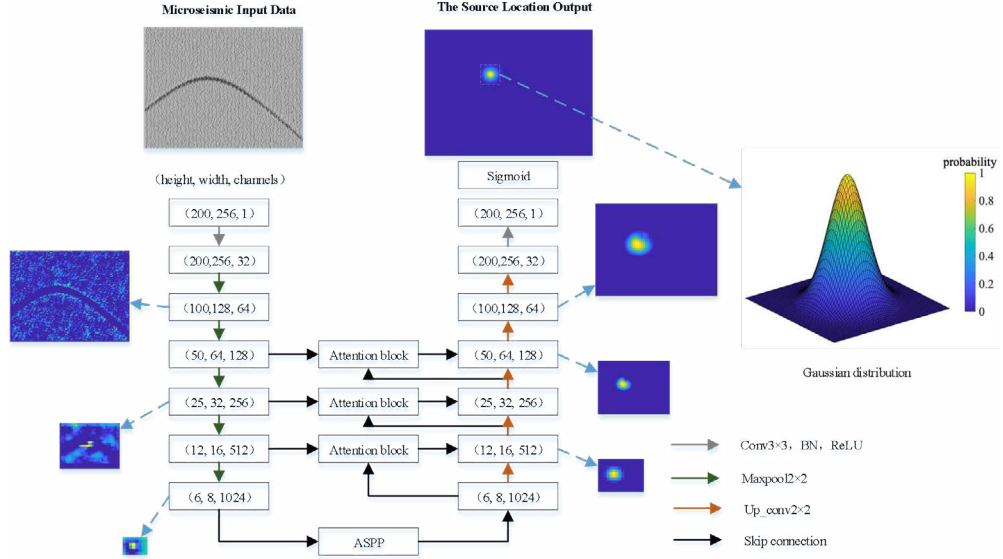 Microseismic Input Data
The Source Location Output
(height, width, channels)
(200, 256, 1)
(200,256, 32)
(100,128, 64)
(50, 64, 128)
(25, 32, 256)
(12, 16, 512)
(6, 8, 1024)
Attention block
Attention block
Attention block
ASPP
Sigmoid
(200, 256, 1)
(200,256, 32)
(100,128, 64)
(50, 64, 128)
(25, 32, 256)
(12, 16, 512)
(6, 8, 1024)
probability
1
0.8
0.6
0.4
0.2
0
Gaussian distribution
Conv3×3, BN, ReLU
Maxpool2×2
Up_conv2×2
Skip connection